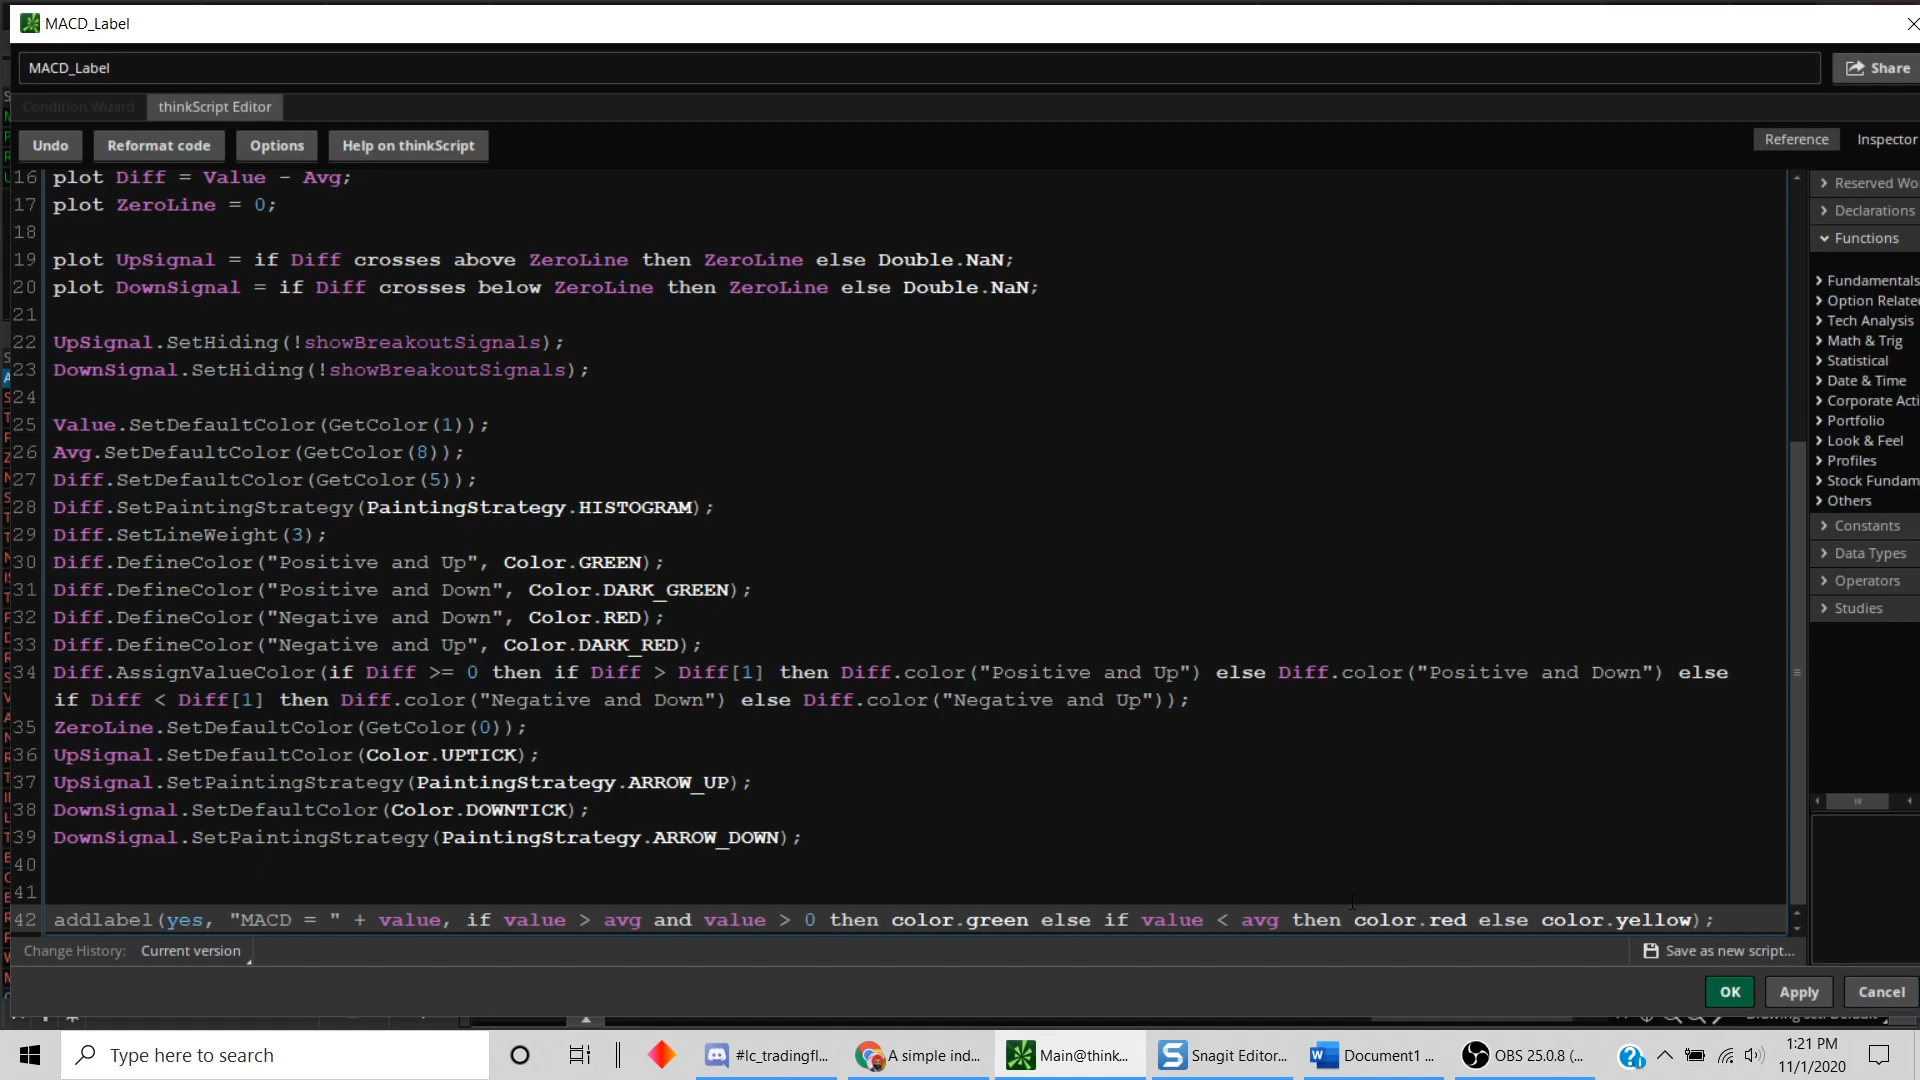 MACD_Label
MACD_Label
Share
Condition Wizard thinkScript Editor
Undo Reformat code Options Help on thinkScript
Reference Inspector
16 plot Diff = Value - Avg;
17 plot ZeroLine = 0;
18
19 plot UpSignal = if Diff crosses above ZeroLine then ZeroLine else Double.NaN;
20 plot DownSignal = if Diff crosses below ZeroLine then ZeroLine else Double.NaN;
21
22 UpSignal.SetHiding(!showBreakoutSignals);
23 DownSignal.SetHiding(!showBreakoutSignals);
24
25 Value.SetDefaultColor(GetColor(1));
26 Avg.SetDefaultColor(GetColor(8));
27 Diff.SetDefaultColor(GetColor(5));
28 Diff.SetPaintingStrategy(PaintingStrategy.HISTOGRAM);
29 Diff.SetLineWeight(3);
30 Diff.DefineColor("Positive and Up", Color.GREEN);
31 Diff.DefineColor("Positive and Down", Color.DARK_GREEN);
32 Diff.DefineColor("Negative and Down", Color.RED);
33 Diff.DefineColor("Negative and Up", Color.DARK_RED);
34 Diff.AssignValueColor(if Diff >= 0 then if Diff > Diff[1] then Diff.color("Positive and Up") else Diff.color("Positive and Down") else
if Diff < Diff[1] then Diff.color("Negative and Down") else Diff.color("Negative and Up"));
35 ZeroLine.SetDefaultColor(GetColor(0));
36 UpSignal.SetDefaultColor(Color.UPTICK);
37 UpSignal.SetPaintingStrategy(PaintingStrategy.ARROW_UP);
38 DownSignal.SetDefaultColor(Color.DOWNTICK);
39 DownSignal.SetPaintingStrategy(PaintingStrategy.ARROW_DOWN);
40
41
42 addlabel(yes, "MACD = " + value, if value > avg and value > 0 then color.green else if value < avg then color.red else color.yellow);
Reserved Wo
Declarations
Functions
Fundamentals
Option Relate
Tech Analysis
Math & Trig
Statistical
Date & Time
Corporate Acti
Portfolio
Look & Feel
Profiles
Stock Fundam
Others
Constants
Data Types
Operators
Studies
Change History: Current version
Save as new script...
OK Apply Cancel
Type here to search
#lc_tradingfl...
A simple ind...
Main@think...
Snagit Editor...
Document1 ...
OBS 25.0.8 (...
1:21 PM
11/1/2020